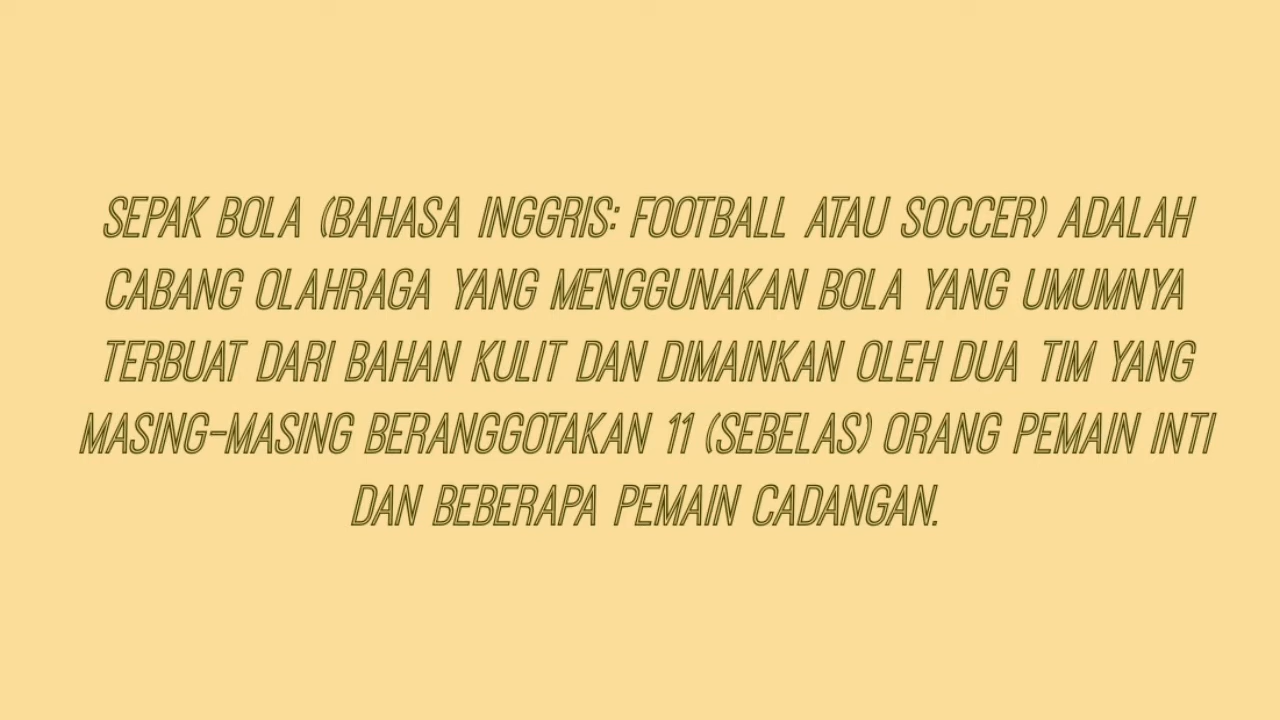 SEPAK BOLA (BAHASA INGGRIS: FOOTBALL ATAU SOCCER) ADALAH
CABANG OLAHRAGA YANG MENGGUNAKAN BOLA YANG UMUMNYA
TERBUAT DARI BAHAN KULIT DAN DIMAINKAN OLEH DUA TIM YANG
MASING-MASING BERANGGOTAKAN 11 (SEBELAS) ORANG PEMAIN INTI
DAN BEBERAPA PEMAIN CADANGAN.